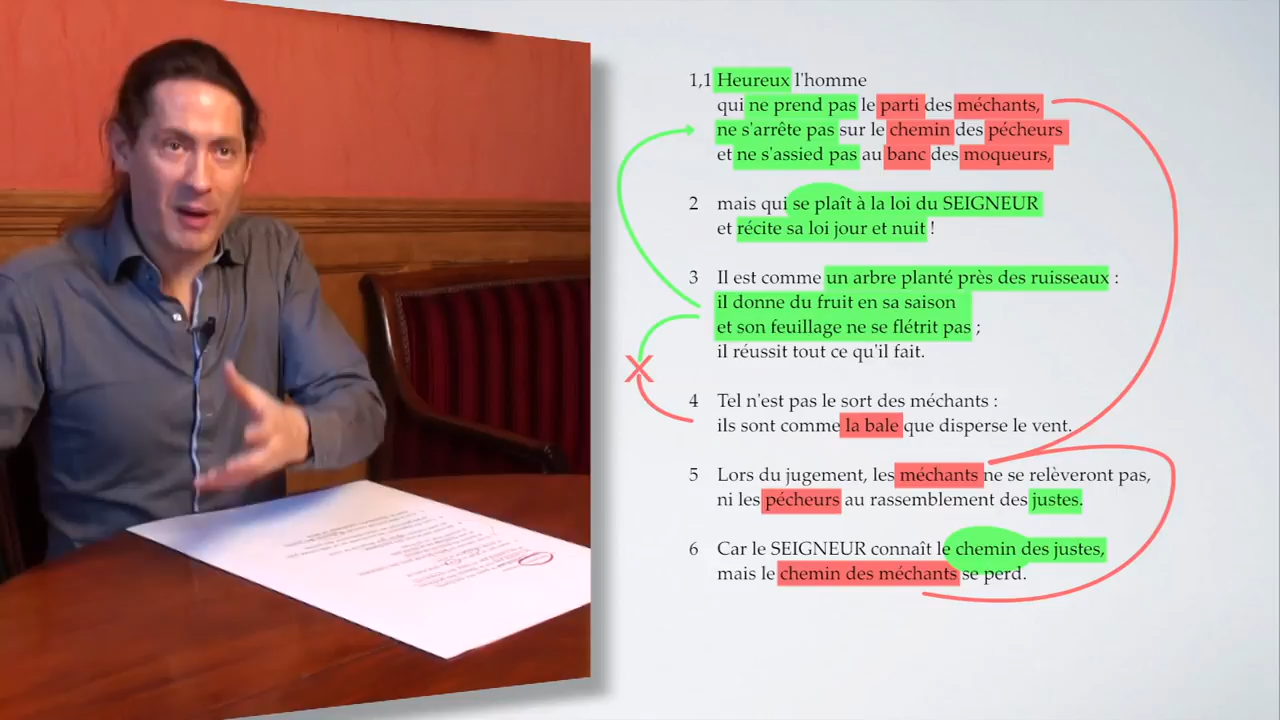 1,1 Heureux l'homme
qui ne prend pas le parti des méchants,
ne s'arrête pas sur le chemin des pécheurs
et ne s'assied pas au banc des moqueurs,
2 mais qui se plaît à la loi du SEIGNEUR
et récite sa loi jour et nuit !
3 Il est comme un arbre planté près des ruisseaux :
il donne du fruit en sa saison
et son feuillage ne se flétrit pas ;
il réussit tout ce qu'il fait.
4 Tel n'est pas le sort des méchants :
ils sont comme la bale que disperse le vent.
5 Lors du jugement, les méchants ne se relèveront pas,
ni les pécheurs au rassemblement des justes.
6 Car le SEIGNEUR connaît le chemin des justes,
mais le chemin des méchants se perd.